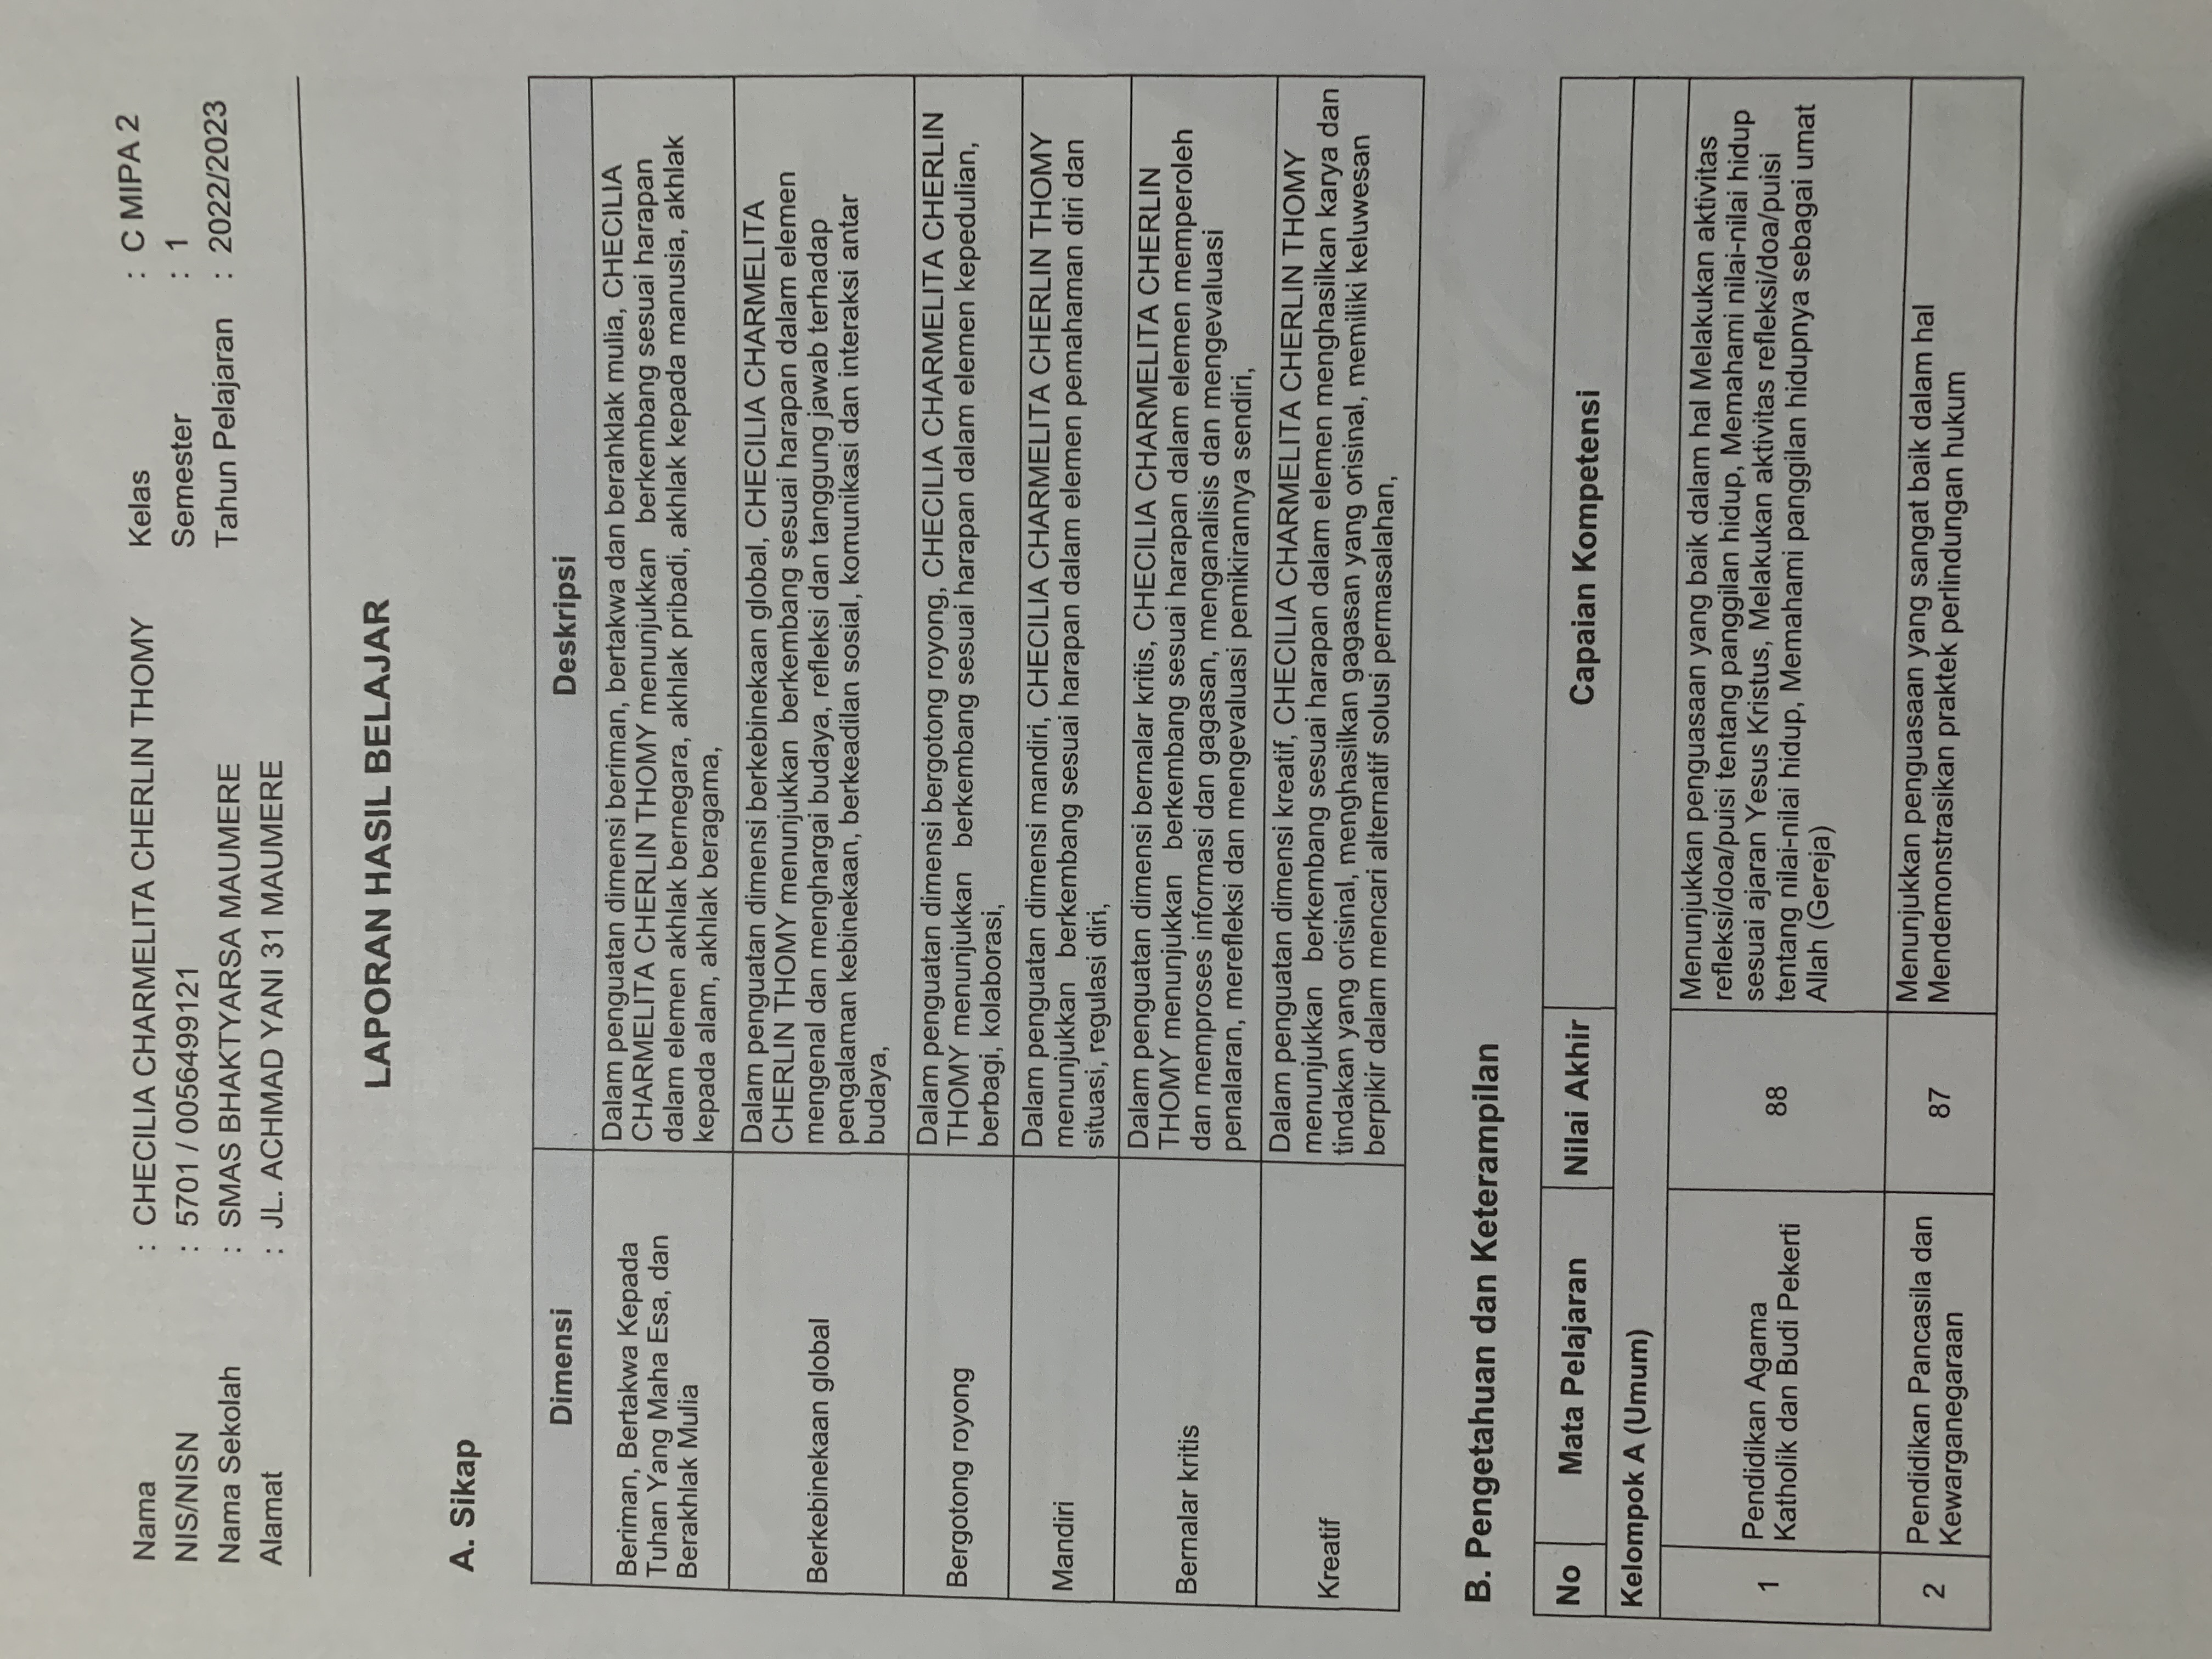 Nama : CHECILIA CHARMELITA CHERLIN THOMY Kelas : C MIPA 2
NIS/NISN : 5701 / 0056499121 Semester : 1
Nama Sekolah : SMAS BHAKTYARSA MAUMERE Tahun Pelajaran : 2022/2023
Alamat : JL. ACHMAD YANI 31 MAUMERE
LAPORAN HASIL BELAJAR
A. Sikap
Dimensi Deskripsi
Beriman, Bertakwa Kepada
Tuhan Yang Maha Esa, dan
Berakhlak Mulia
Dalam penguatan dimensi beriman, bertakwa dan berahklak mulia, CHECILIA
CHARMELITA CHERLIN THOMY menunjukkan berkembang sesuai harapan
dalam elemen akhlak bernegara, akhlak pribadi, akhlak kepada manusia, akhlak
kepada alam, akhlak beragama,
Berkebinekaan global
Dalam penguatan dimensi berkebinekaan global, CHECILIA CHARMELITA
CHERLIN THOMY menunjukkan berkembang sesuai harapan dalam elemen
mengenal dan menghargai budaya, refleksi dan tanggung jawab terhadap
pengalaman kebinekaan, berkeadilan sosial, komunikasi dan interaksi antar
budaya,
Bergotong royong
Dalam penguatan dimensi bergotong royong, CHECILIA CHARMELITA CHERLIN
THOMY menunjukkan berkembang sesuai harapan dalam elemen kepedulian,
berbagi, kolaborasi,
Mandiri
Dalam penguatan dimensi mandiri, CHECILIA CHARMELITA CHERLIN THOMY
menunjukkan berkembang sesuai harapan dalam elemen pemahaman diri dan
situasi, regulasi diri,
Bernalar kritis
Dalam penguatan dimensi bernalar kritis, CHECILIA CHARMELITA CHERLIN
THOMY menunjukkan berkembang sesuai harapan dalam elemen memperoleh
dan memproses informasi dan gagasan, menganalisis dan mengevaluasi
penalaran, merefleksi dan mengevaluasi pemikirannya sendiri,
Kreatif
Dalam penguatan dimensi kreatif, CHECILIA CHARMELITA CHERLIN THOMY
menunjukkan berkembang sesuai harapan dalam elemen menghasilkan karya dan
tindakan yang orisinal, menghasilkan gagasan yang orisinal, memiliki keluwesan
berpikir dalam mencari alternatif solusi permasalahan,
B. Pengetahuan dan Keterampilan
No Mata Pelajaran Nilai Akhir Capaian Kompetensi
Kelompok A (Umum)
1
Pendidikan Agama
Katholik dan Budi Pekerti
88
Menunjukkan penguasaan yang baik dalam hal Melakukan aktivitas
refleksi/doa/puisi tentang panggilan hidup, Memahami nilai-nilai hidup
sesuai ajaran Yesus Kristus, Melakukan aktivitas refleksi/doa/puisi
tentang nilai-nilai hidup, Memahami panggilan hidupnya sebagai umat
Allah (Gereja)
2
Pendidikan Pancasila dan
Kewarganegaraan
87
Menunjukkan penguasaan yang sangat baik dalam hal
Mendemonstrasikan praktek perlindungan hukum